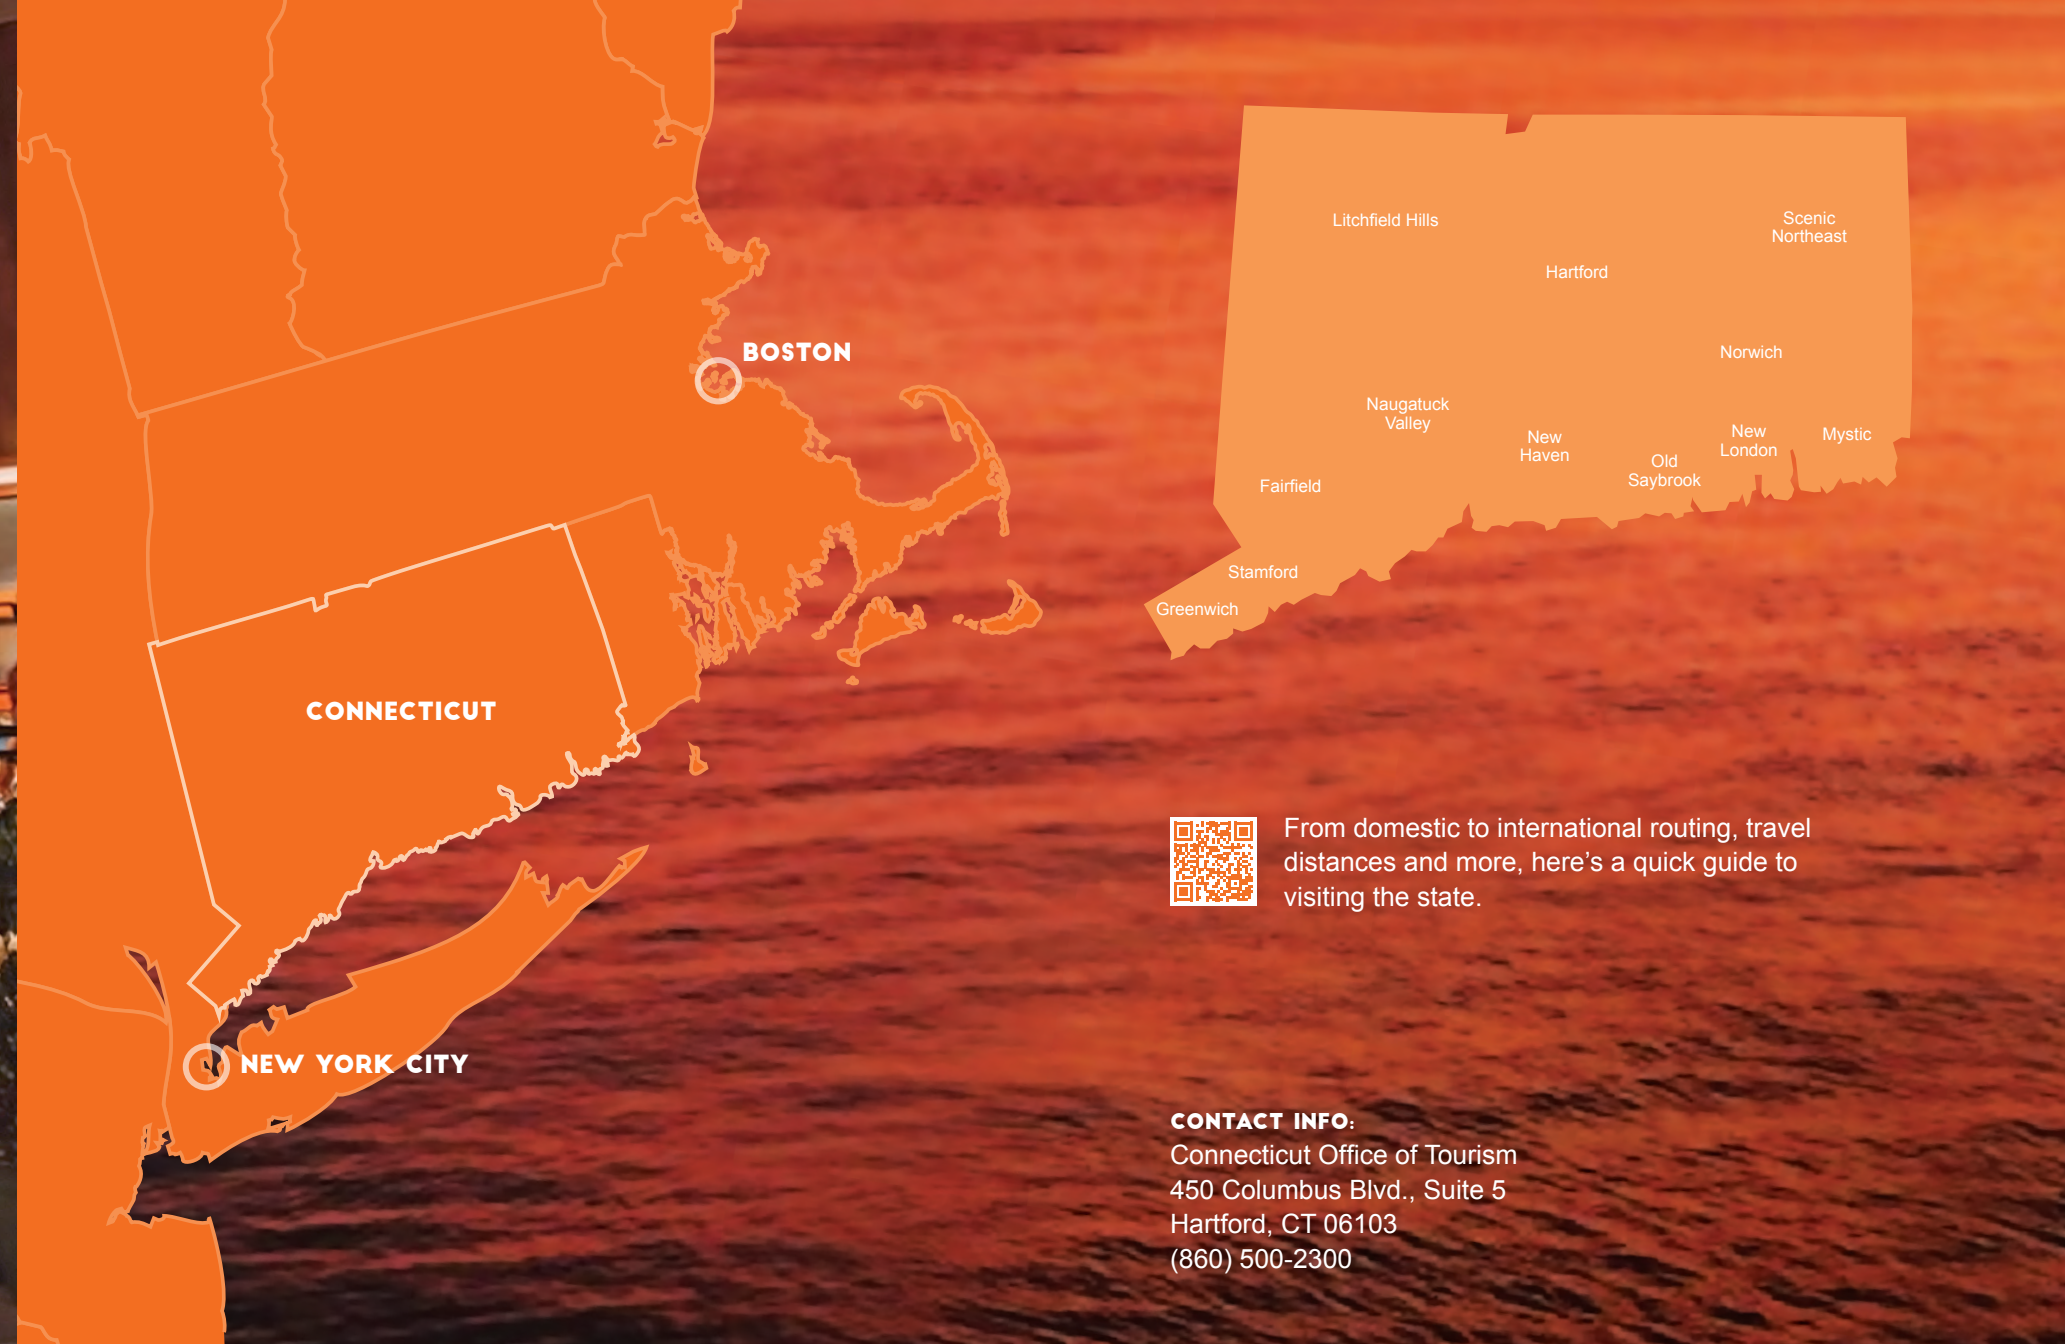 BOSTON
CONNECTICUT
NEW YORK CITY
Litchfield Hills
Scenic
Northeast
Hartford
Norwich
Naugatuck
Valley
New
Haven
Old
Saybrook
New
London
Mystic
Fairfield
Stamford
Greenwich
From domestic to international routing, travel
distances and more, here’s a quick guide to
visiting the state.
CONTACT INFO:
Connecticut Office of Tourism
450 Columbus Blvd., Suite 5
Hartford, CT 06103
(860) 500-2300